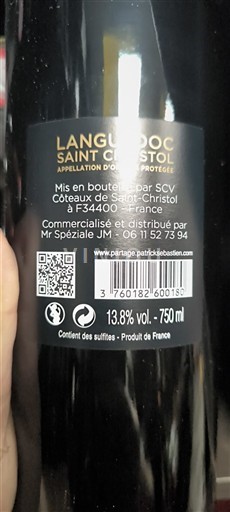 LANGUEDOC
SAINT CHRISTOL
APPELLATION D'ORIGINE PROTÉGÉE
Mis en bouteille par SCV
Côteaux de Saint-Christol
à F34400 - France
Commercialisé et distribué par
Mr Spéziale JM - 06 11 52 73 94
www.partage.patricksebastien.com
3 760182 600180
13.8% vol. - 750 ml
Contient des sulfites - Produit de France